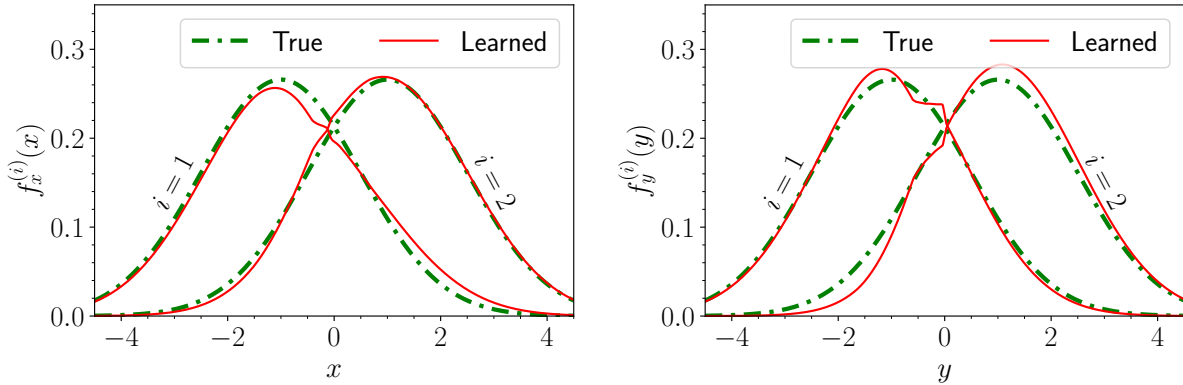 0.3
0.2
0.1
0.0
−4
−2
0
2
4
f_x^{(i)}(x)
x
True
Learned
i = 1
i = 2
0.3
0.2
0.1
0.0
−4
−2
0
2
4
f_y^{(i)}(y)
y
True
Learned
i = 1
i = 2